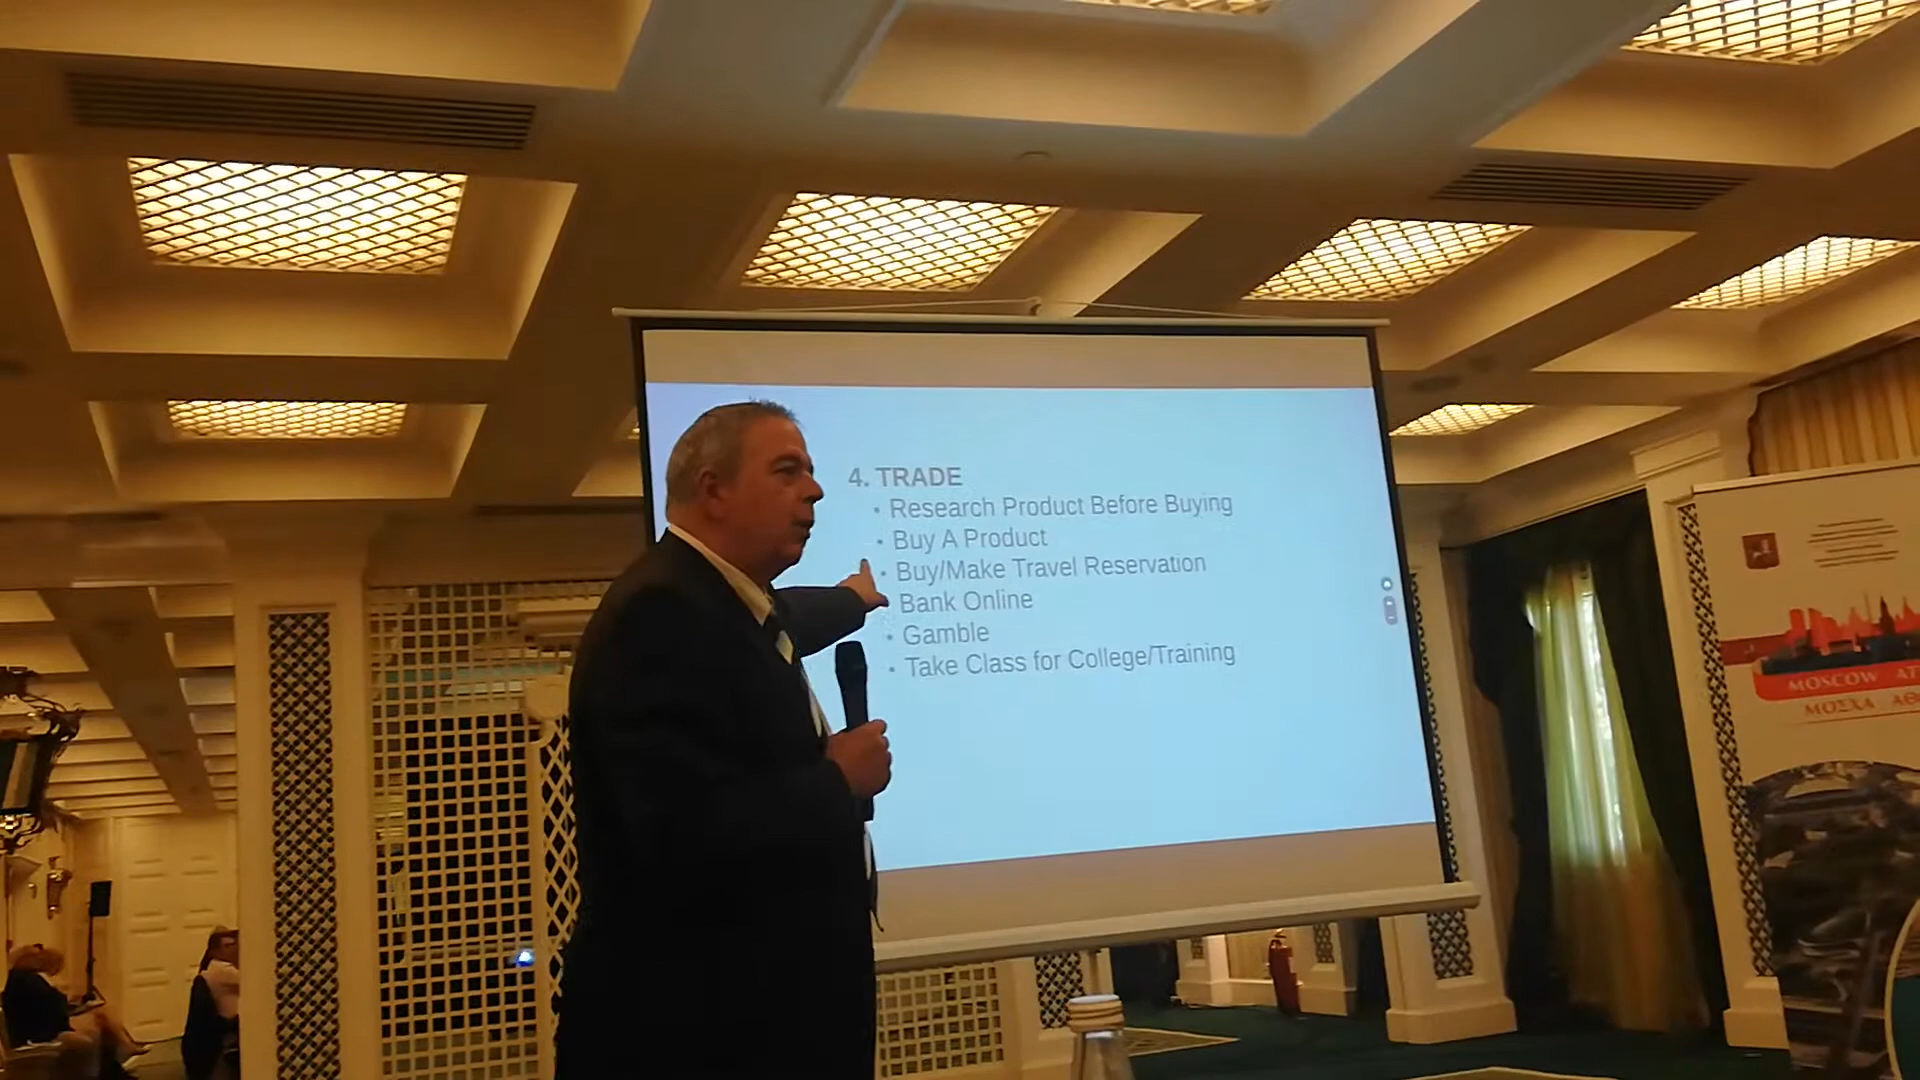 4. TRADE
• Research Product Before Buying
• Buy A Product
• Buy/Make Travel Reservation
Bank Online
• Gamble
• Take Class for College/Training
MOSCOW
ΜΟΣΧΑ